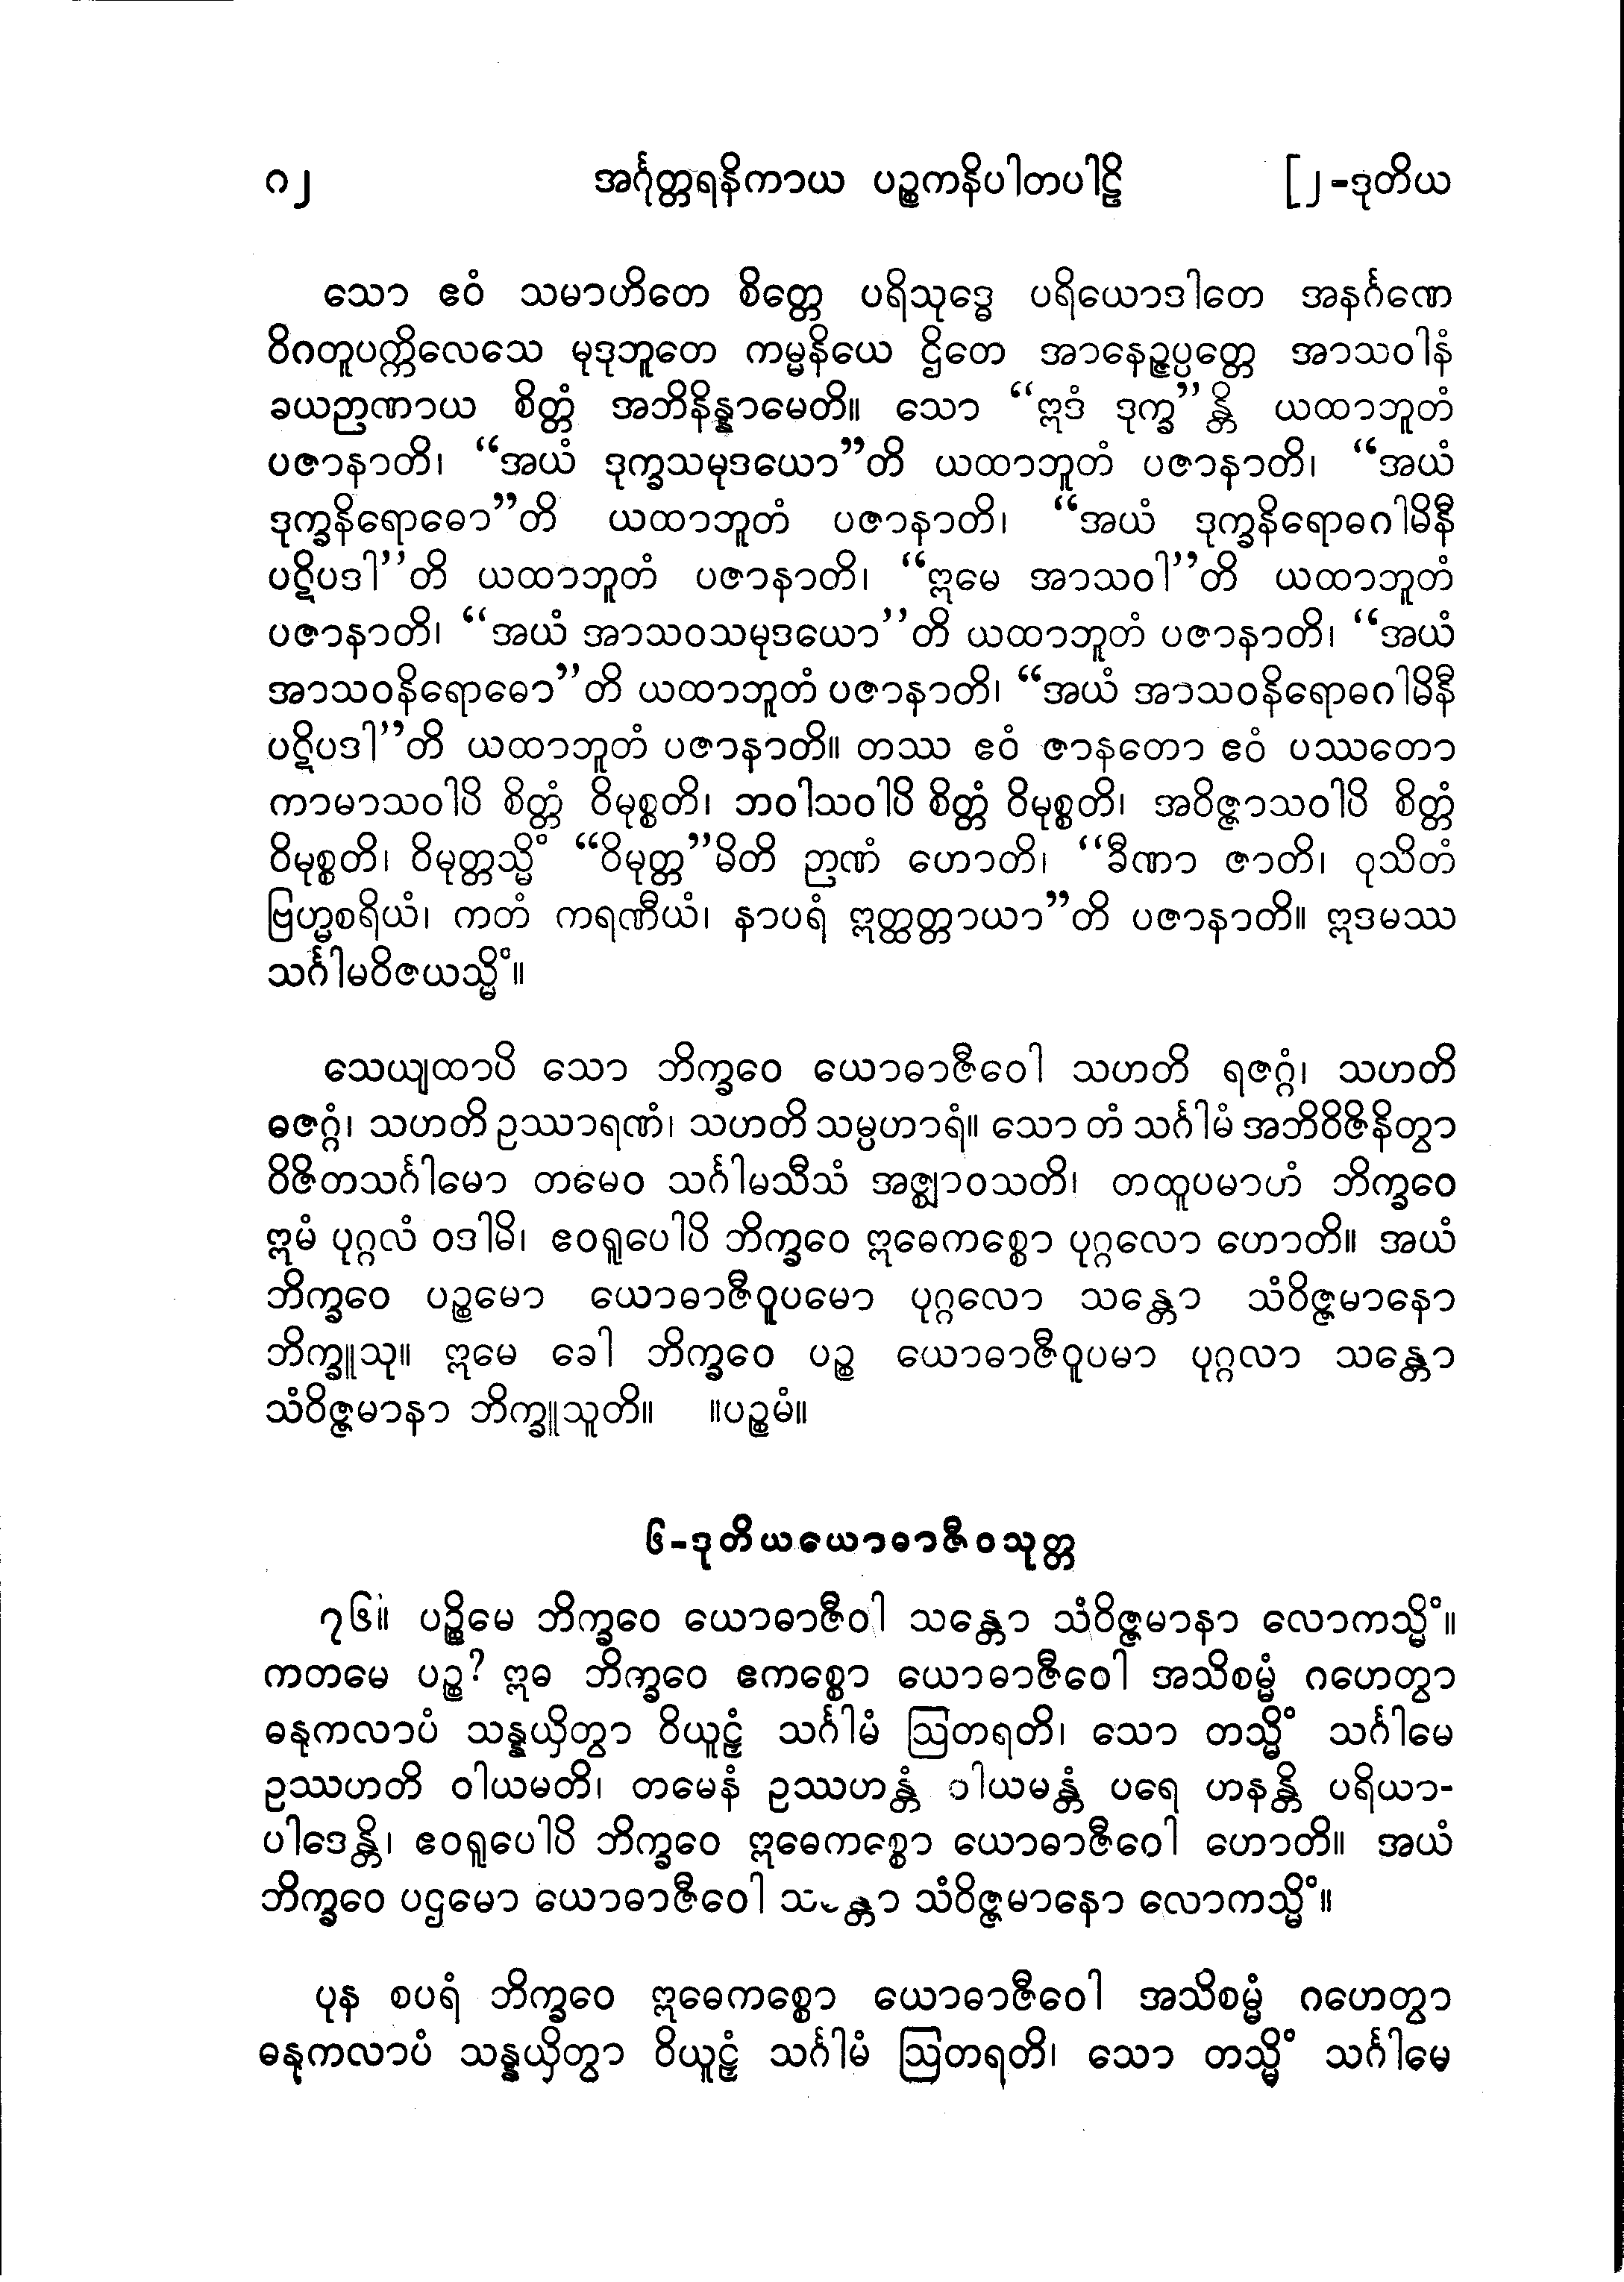 ဂ၂ အင်္ဂုတ္တရနိကာယ ပဉ္စကနိပါတပါဠိ [၂-ဒုတိယ
သော ဧဝံ သမာဟိတေ စိတ္တေ ပရိသုဒ္ဓေ ပရိယောဒါတေ အနင်္ဂဏေ
ဝိဂတူပက္ကိလေသေ မုဒုဘူတေ ကမ္မနိယေ ဌိတေ အာနေဉ္ဇပ္ပတ္တေ အာသဝါနံ
ခယဉာဏာယ စိတ္တံ အဘိနိန္နာမေတိ။ သော “ဣဒံ ဒုက္ခ”န္တိ ယထာဘူတံ
ပဇာနာတိ၊ “အယံ ဒုက္ခသမုဒယော”တိ ယထာဘူတံ ပဇာနာတိ၊ “အယံ
ဒုက္ခနိရောဓော”တိ ယထာဘူတံ ပဇာနာတိ၊ “အယံ ဒုက္ခနိရောဓဂါမိနီ
ပဋိပဒါ”တိ ယထာဘူတံ ပဇာနာတိ၊ “ဣမေ အာသဝါ”တိ ယထာဘူတံ
ပဇာနာတိ၊ “အယံ အာသဝသမုဒယော”တိ ယထာဘူတံ ပဇာနာတိ၊ “အယံ
အာသဝနိရောဓော”တိ ယထာဘူတံ ပဇာနာတိ၊ “အယံ အာသဝနိရောဓဂါမိနီ
ပဋိပဒါ”တိ ယထာဘူတံ ပဇာနာတိ။ တဿ ဧဝံ ဇာနတော ဧဝံ ပဿတော
ကာမာသဝါပိ စိတ္တံ ဝိမုစ္စတိ၊ ဘဝါသဝါပိ စိတ္တံ ဝိမုစ္စတိ၊ အဝိဇ္ဇာသဝါပိ စိတ္တံ
ဝိမုစ္စတိ၊ ဝိမုတ္တသ္မိံ “ဝိမုတ္တ”မိတိ ဉာဏံ ဟောတိ၊ “ခီဏာ ဇာတိ၊ ဝုသိတံ
ဗြဟ္မစရိယံ၊ ကတံ ကရဏီယံ၊ နာပရံ ဣတ္ထတ္တာယာ”တိ ပဇာနာတိ။ ဣဒမဿ
သင်္ဂါမဝိဇယသ္မိံ။
သေယျထာပိ သော ဘိက္ခဝေ ယောဓာဇီဝေါ သဟတိ ရဇဂ္ဂံ၊ သဟတိ
ဓဇဂ္ဂံ၊ သဟတိ ဥဿာရဏံ၊ သဟတိ သမ္ပဟာရံ။ သော တံ သင်္ဂါမံ အဘိဝိဇိနိတွာ
ဝိဇိတသင်္ဂါမော တမေဝ သင်္ဂါမသီသံ အဇ္ဈာဝသတိ၊ တထူပမာဟံ ဘိက္ခဝေ
ဣမံ ပုဂ္ဂလံ ဝဒါမိ၊ ဧဝရူပေါပိ ဘိက္ခဝေ ဣဓေကစ္စော ပုဂ္ဂလော ဟောတိ။ အယံ
ဘိက္ခဝေ ပဉ္စမော ယောဓာဇီဝူပမော ပုဂ္ဂလော သန္တော သံဝိဇ္ဇမာနော
ဘိက္ခူသု။ ဣမေ ခေါ ဘိက္ခဝေ ပဉ္စ ယောဓာဇီဝူပမာ ပုဂ္ဂလာ သန္တော
သံဝိဇ္ဇမာနာ ဘိက္ခူသူတိ။ ။ပဉ္စမံ။
၆-ဒုတိယယောဓာဇီဝသုတ္တ
၇၆။ ပဉ္စိမေ ဘိက္ခဝေ ယောဓာဇီဝါ သန္တော သံဝိဇ္ဇမာနာ လောကသ္မိံ။
ကတမေ ပဉ္စ? ဣဓ ဘိက္ခဝေ ဧကစ္စော ယောဓာဇီဝေါ အသိစမ္မံ ဂဟေတွာ
ဓနုကလာပံ သန္နယှိတွာ ဝိယူဠှံ သင်္ဂါမံ ဩတရတိ၊ သော တသ္မိံ သင်္ဂါမေ
ဥဿဟတိ ဝါယမတိ၊ တမေနံ ဥဿဟန္တံ ဝါယမန္တံ ပရေ ဟနန္တိ ပရိယာ-
ပါဒေန္တိ၊ ဧဝရူပေါပိ ဘိက္ခဝေ ဣဓေကစ္စော ယောဓာဇီဝေါ ဟောတိ။ အယံ
ဘိက္ခဝေ ပဌမော ယောဓာဇီဝေါ သန္တော သံဝိဇ္ဇမာနော လောကသ္မိံ။
ပုန စပရံ ဘိက္ခဝေ ဣဓေကစ္စော ယောဓာဇီဝေါ အသိစမ္မံ ဂဟေတွာ
ဓနုကလာပံ သန္နယှိတွာ ဝိယူဠှံ သင်္ဂါမံ ဩတရတိ၊ သော တသ္မိံ သင်္ဂါမေ